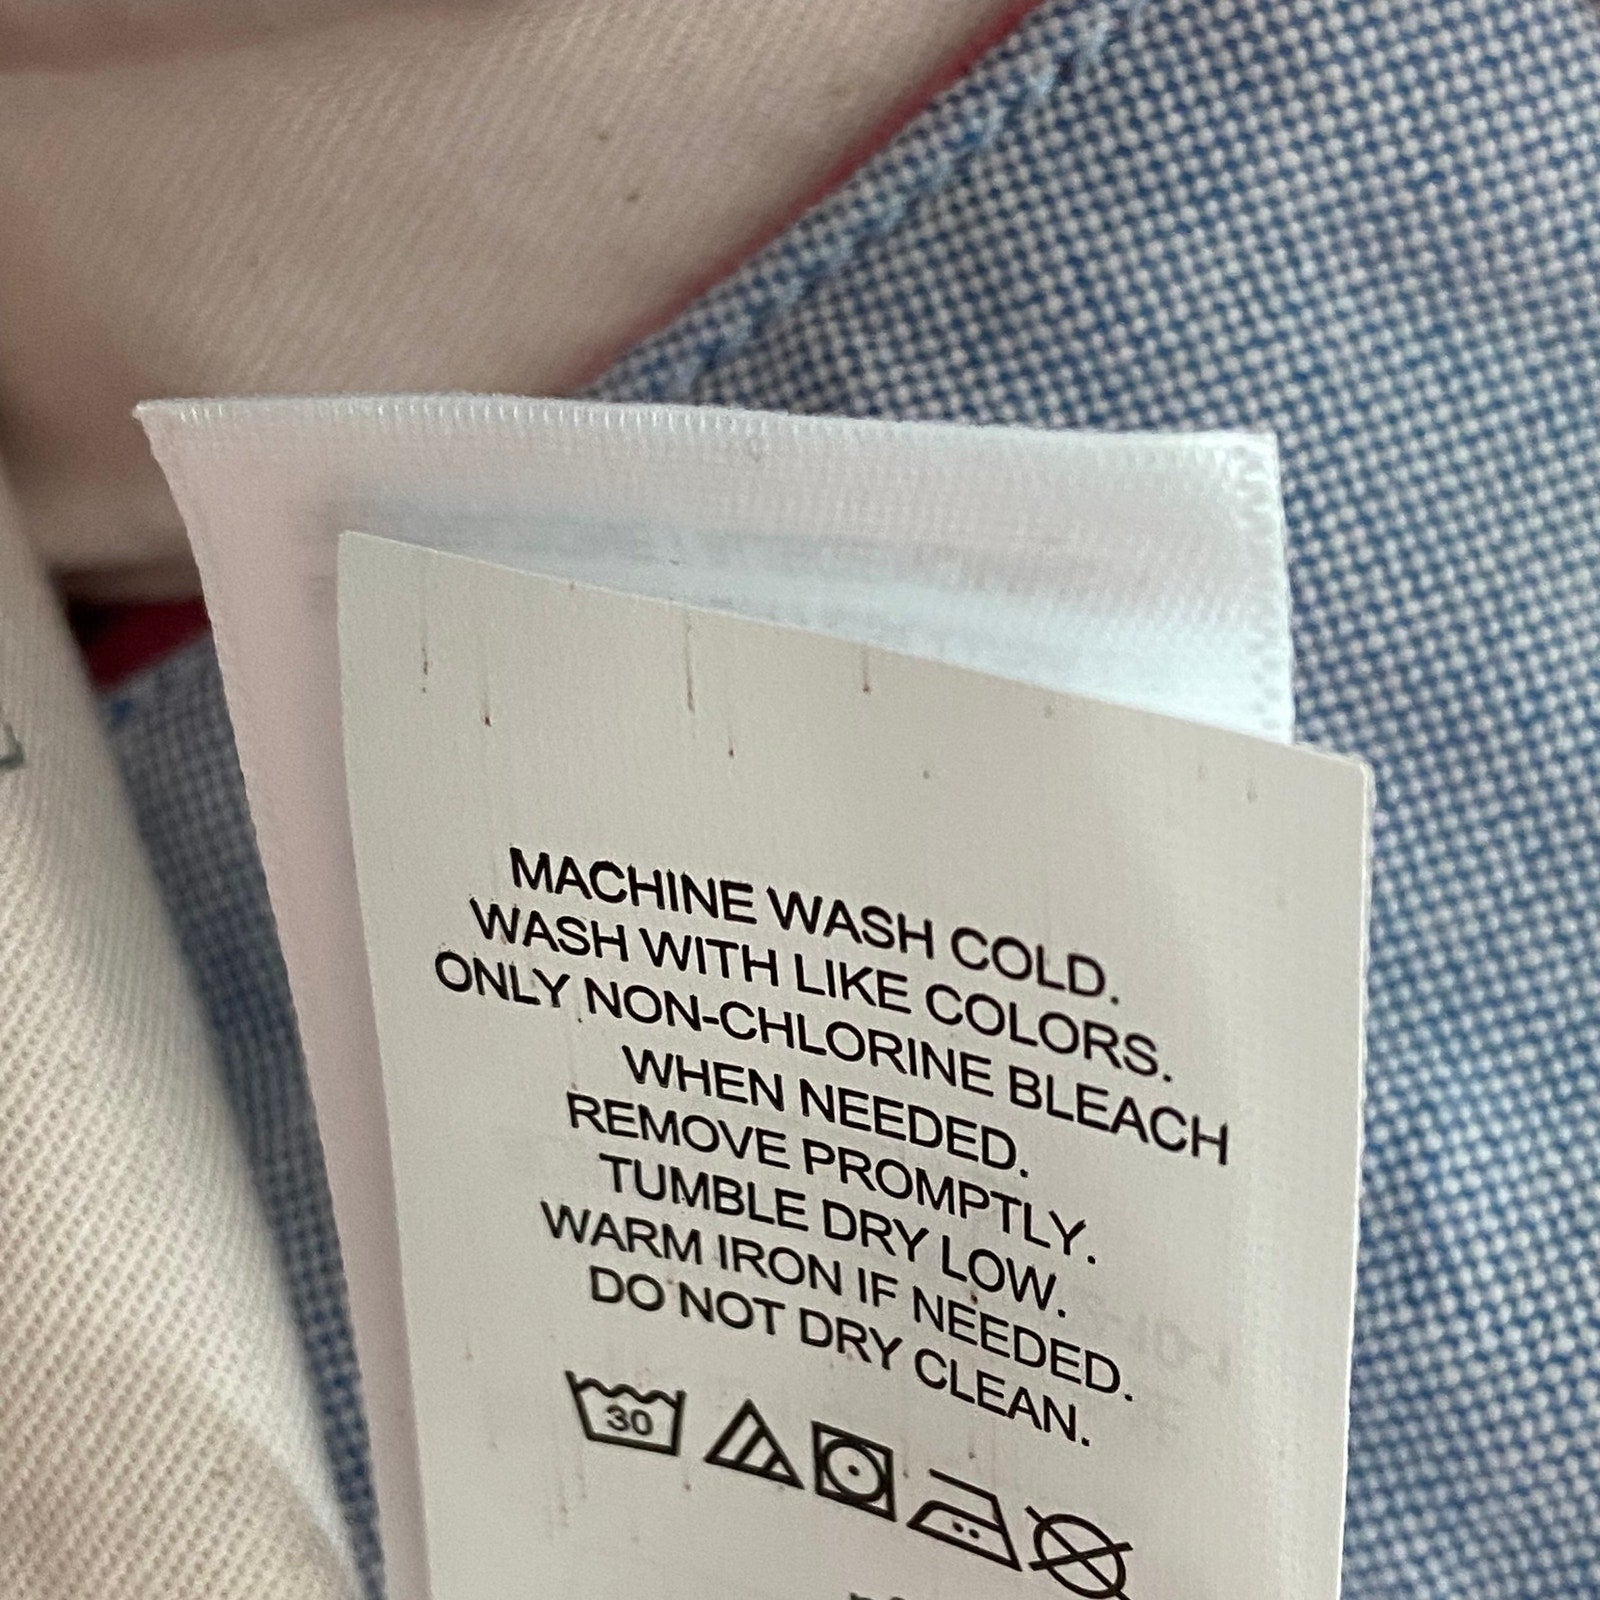 MACHINE WASH COLD.
WASH WITH LIKE COLORS.
ONLY NON-CHLORINE BLEACH
WHEN NEEDED.
REMOVE PROMPTLY.
TUMBLE DRY LOW.
WARM IRON IF NEEDED.
DO NOT DRY CLEAN.
30